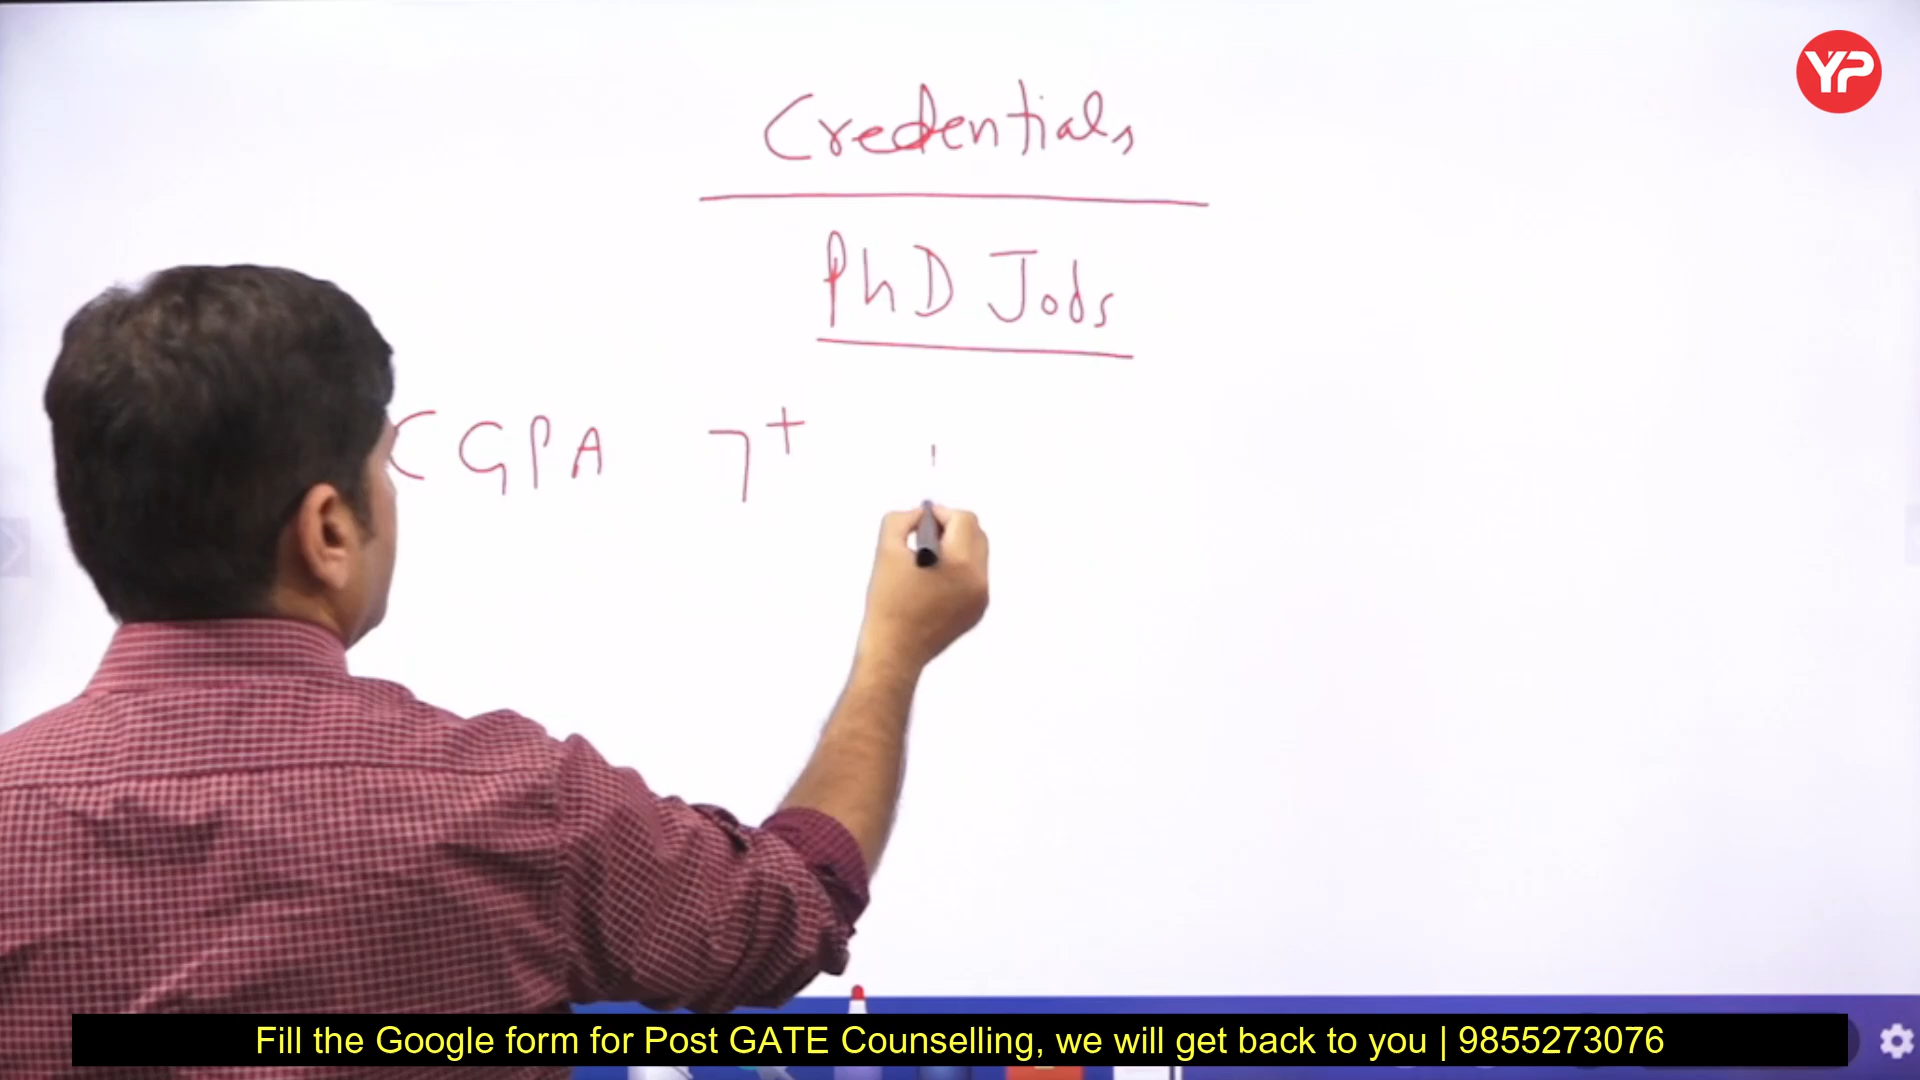 YP
Credentials
PhD Jobs
CGPA 7+
Fill the Google form for Post GATE Counselling, we will get back to you | 9855273076